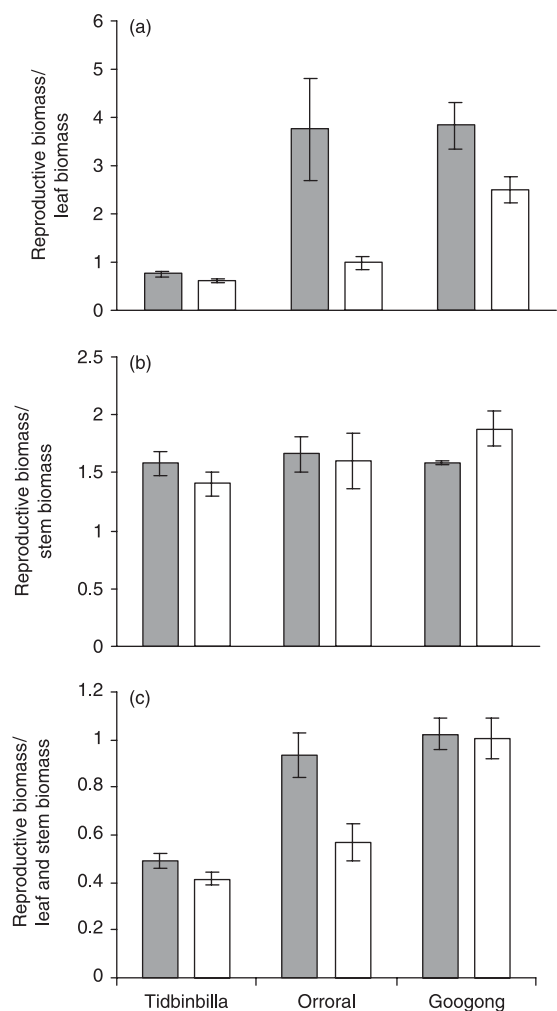 (a)
6
5
4
3
2
1
0
Reproductive biomass/
leaf biomass
(b)
2.5
2
1.5
1
0.5
0
Reproductive biomass/
stem biomass
(c)
1.2
1
0.8
0.6
0.4
0.2
0
Reproductive biomass/
leaf and stem biomass
Tidbinbilla Orroral Googong